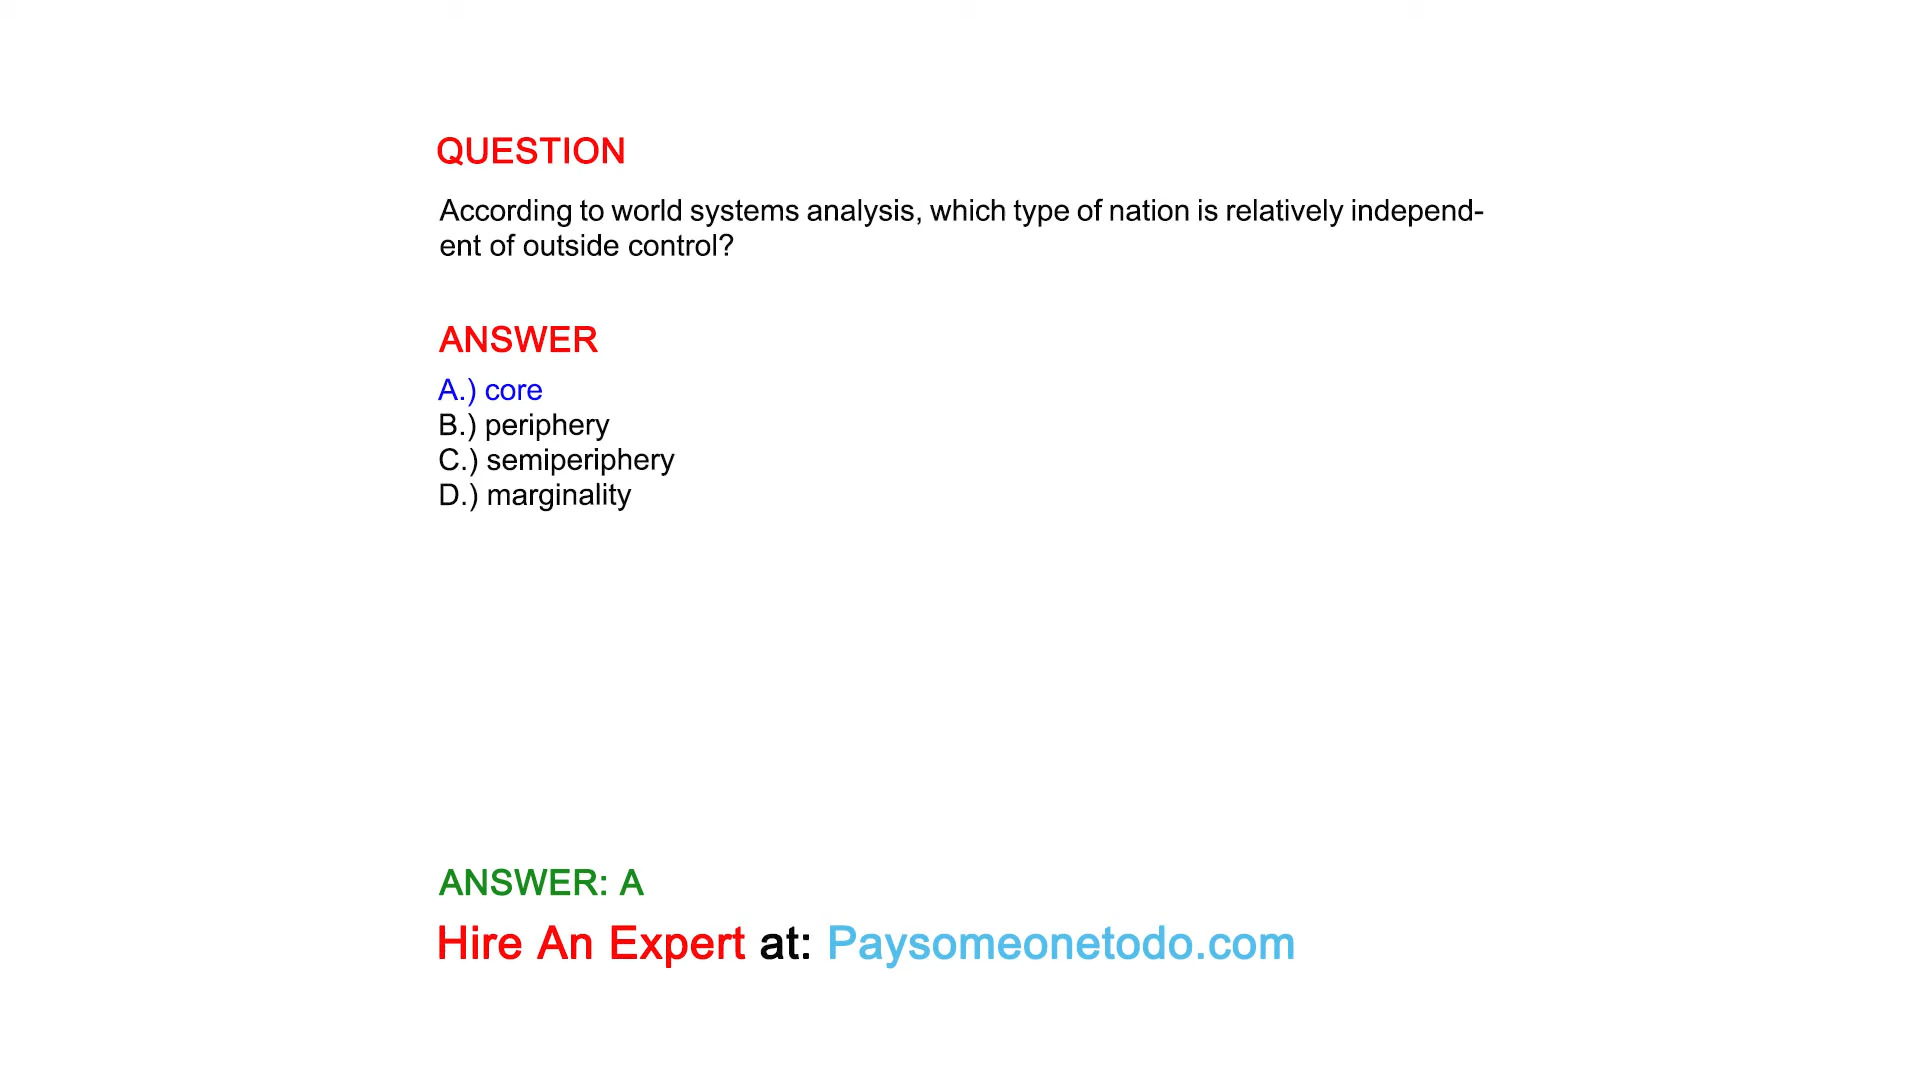 QUESTION
According to world systems analysis, which type of nation is relatively independ-
ent of outside control?
ANSWER
A.) core
B.) periphery
C.) semiperiphery
D.) marginality
ANSWER: A
Hire An Expert at: Paysomeonetodo.com